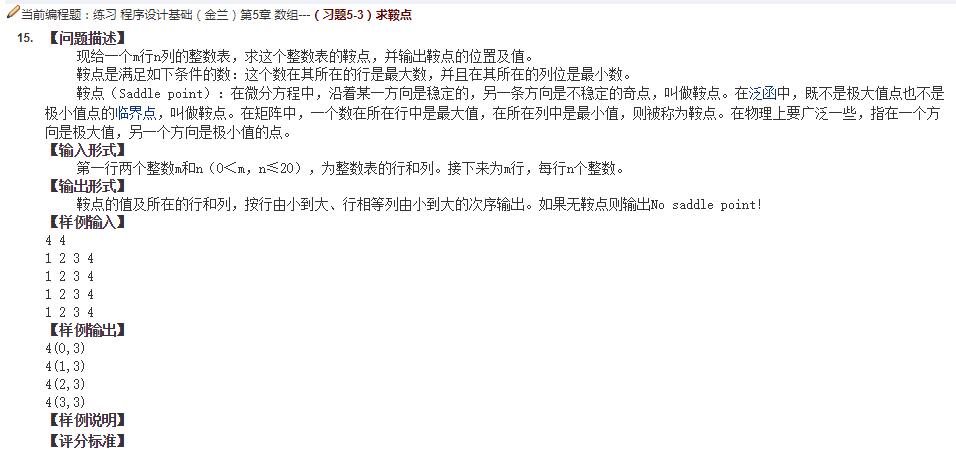 当前编程题：练习 程序设计基础（金兰）第5章 数组---（习题5-3）求鞍点
15. 【问题描述】
现给一个m行n列的整数表，求这个整数表的鞍点，并输出鞍点的位置及值。
鞍点是满足如下条件的数：这个数在其所在的行是最大数，并且在其所在的列位是最小数。
鞍点（Saddle point）：在微分方程中，沿着某一方向是稳定的，另一条方向是不稳定的奇点，叫做鞍点。在泛函中，既不是极大值点也不是
极小值点的临界点，叫做鞍点。在矩阵中，一个数在所在行中是最大值，在所在列中是最小值，则被称为鞍点。在物理上要广泛一些，指在一个方
向是极大值，另一个方向是极小值的点。
【输入形式】
第一行两个整数m和n（0＜m，n≤20），为整数表的行和列。接下来为m行，每行n个整数。
【输出形式】
鞍点的值及所在的行和列，按行由小到大、行相等列由小到大的次序输出。如果无鞍点则输出No saddle point!
【样例输入】
4 4
1 2 3 4
1 2 3 4
1 2 3 4
1 2 3 4
【样例输出】
4(0,3)
4(1,3)
4(2,3)
4(3,3)
【样例说明】
【评分标准】